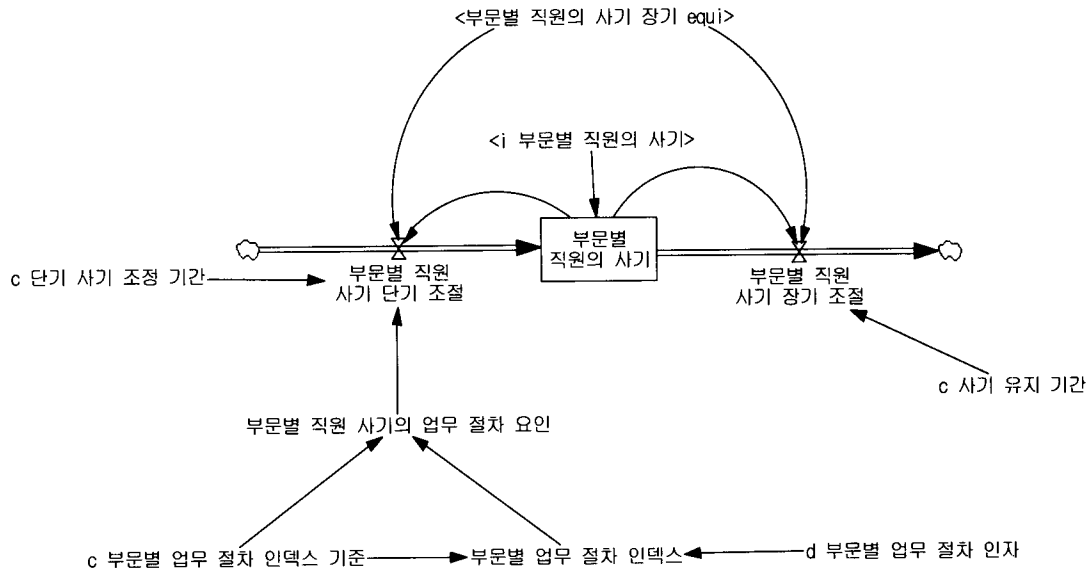 <부문별 직원의 사기 장기 equi>
<i 부문별 직원의 사기>
부문별
직원의 사기
c 단기 사기 조정 기간
부문별 직원
사기 단기 조절
부문별 직원
사기 장기 조절
c 사기 유지 기간
부문별 직원 사기의 업무 절차 요인
c 부문별 업무 절차 인덱스 기준
부문별 업무 절차 인덱스
d 부문별 업무 절차 인자